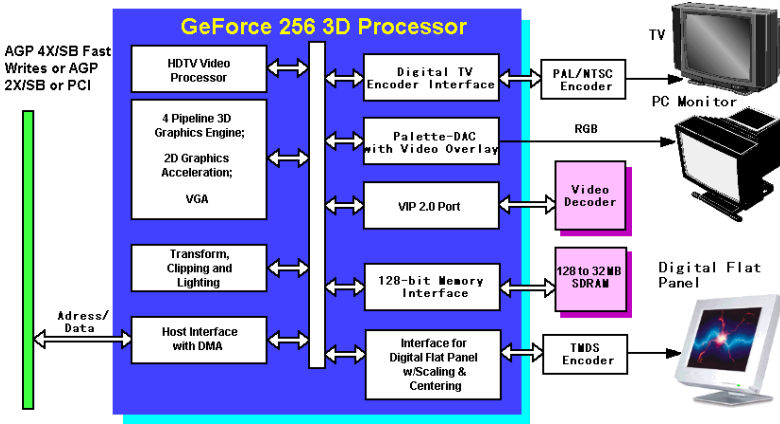 GeForce 256 3D Processor
AGP 4X/SB Fast
Writes or AGP
2X/SB or PCI
HDTV Video
Processor
4 Pipeline 3D
Graphics Engine;
2D Graphics
Acceleration;
VGA
Transform,
Clipping and
Lighting
Adress/
Data
Host Interface
with DMA
Digital TV
Encoder Interface
Palette-DAC
with Video Overlay
VIP 2.0 Port
128-bit Memory
Interface
Interface for
Digital Flat Panel
w/Scaling &
Centering
PAL/NTSC
Encoder
TV
PC Monitor
RGB
Video
Decoder
128 to 32MB
SDRAM
TMDS
Encoder
Digital Flat
Panel